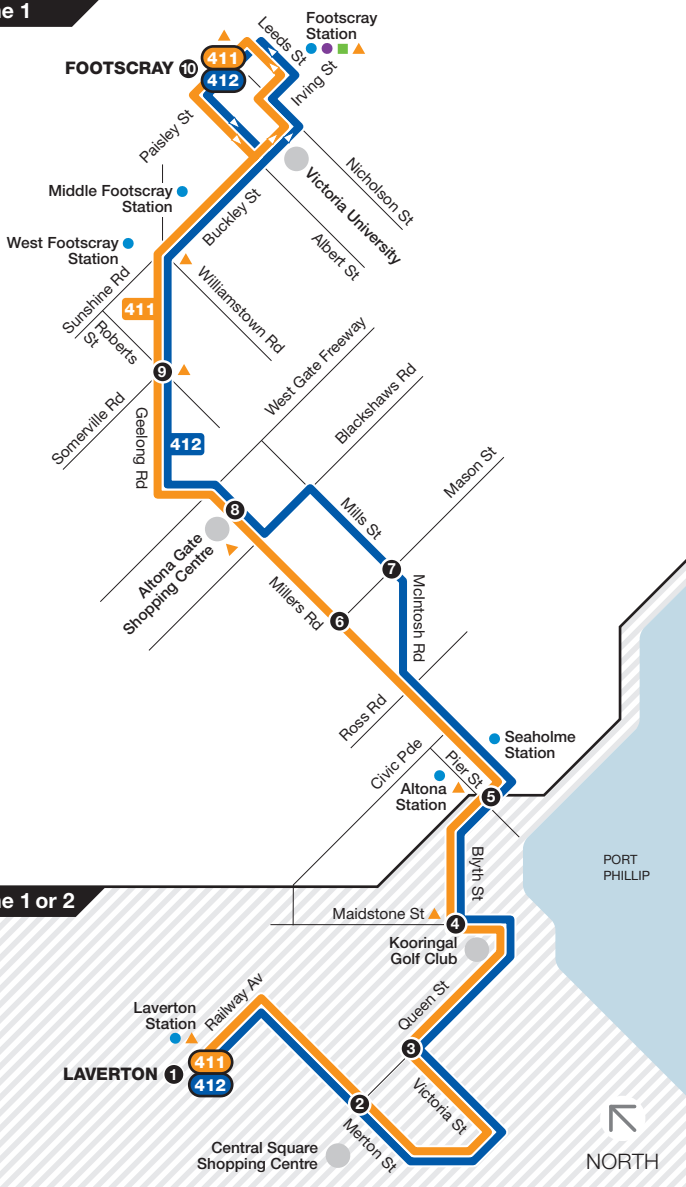 ne 1
Leeds St
Footscray
Station
FOOTSCRAY 10
411
412
Irving St
Paisley St
Nicholson St
Victoria University
Middle Footscray
Station
Buckley St
Albert St
West Footscray
Station
Sunshine Rd
Williamstown Rd
411
Roberts
St
West Gate Freeway
9
Somerville Rd
Blackshaws Rd
Geelong Rd
412
Mason St
8
Mills St
Altona Gate
Shopping Centre
7
Millers Rd
McIntosh Rd
6
Ross Rd
Seaholme
Station
Civic Pde
Pier St
Altona
Station
5
Blyth St
PORT
PHILLIP
ne 1 or 2
Maidstone St
4
Kooringal
Golf Club
Railway Av
Queen St
Laverton
Station
3
411
LAVERTON 1
412
Victoria St
2
Merton St
Central Square
Shopping Centre
NORTH